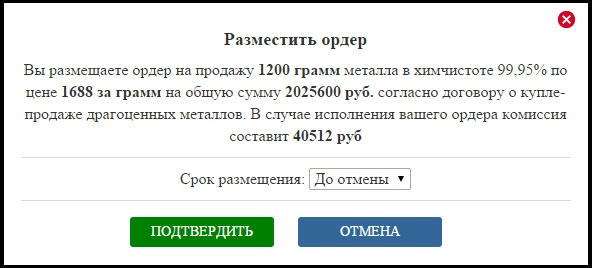 Разместить ордер
Вы размещаете ордер на продажу 1200 грамм металла в химчистоте 99,95% по
цене 1688 за грамм на общую сумму 2025600 руб. согласно договору о купле-
продаже драгоценных металлов. В случае исполнения вашего ордера комиссия
составит 40512 руб
Срок размещения: До отмены
ПОДТВЕРДИТЬ ОТМЕНА